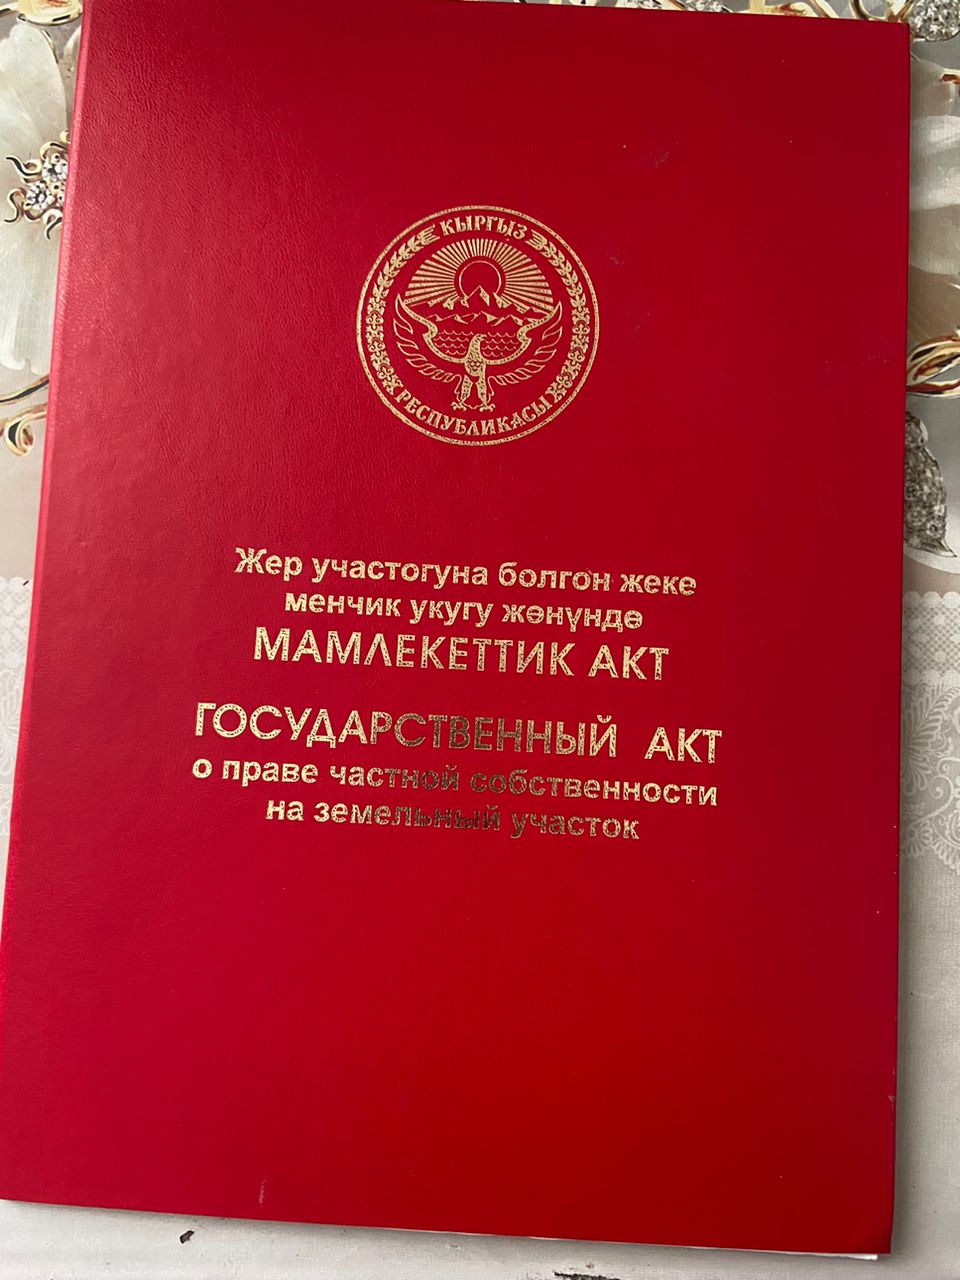 КЫРГЫЗ
РЕСПУБЛИКАСЫ
Жер участогуна болгон жеке
менчик укугу жөнүндө
МАМЛЕКЕТТИК АКТ
ГОСУДАРСТВЕННЫЙ АКТ
о праве частной собственности
на земельный участок